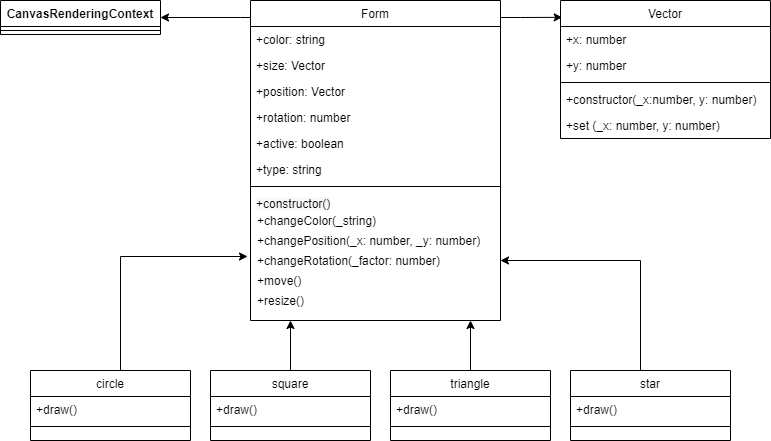 CanvasRenderingContext
Form
+color: string
+size: Vector
+position: Vector
+rotation: number
+active: boolean
+type: string
+constructor()
+changeColor(_string)
+changePosition(_x: number, _y: number)
+changeRotation(_factor: number)
+move()
+resize()
Vector
+x: number
+y: number
+constructor(_x:number, y: number)
+set (_x: number, y: number)
circle
+draw()
square
+draw()
triangle
+draw()
star
+draw()